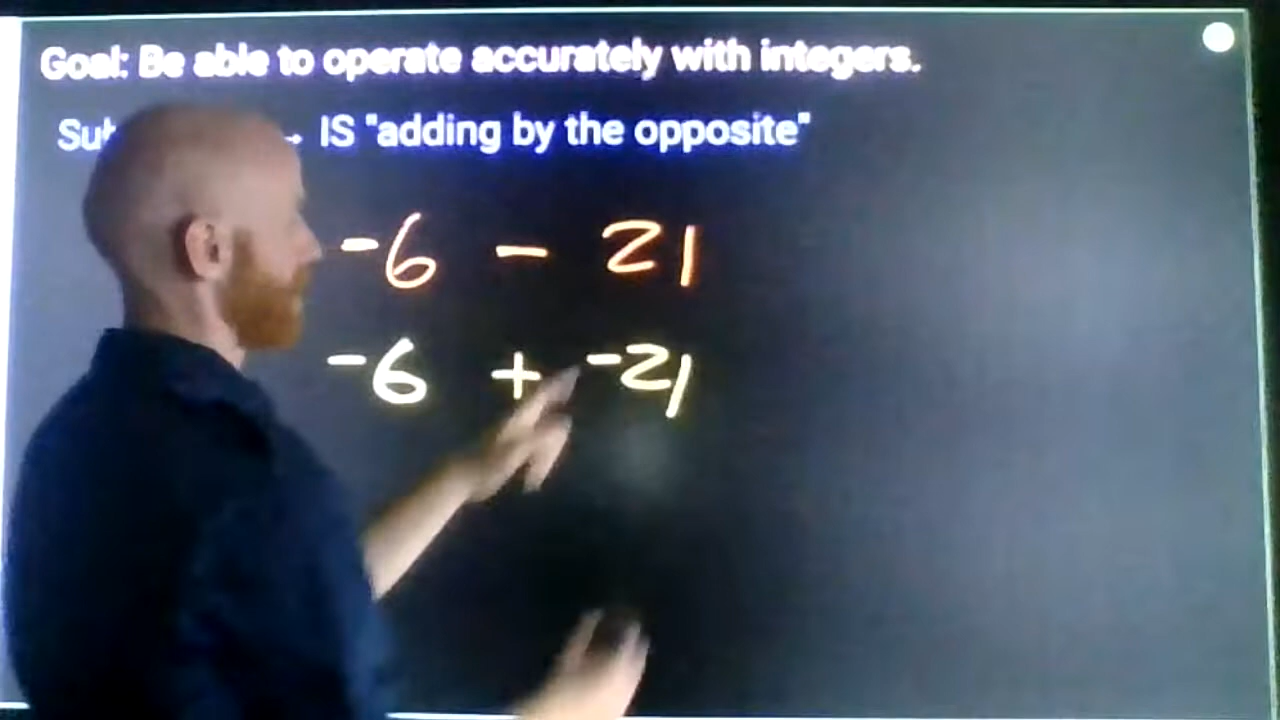 Goal: Be able to operate accurately with integers.
IS "adding by the opposite"
-6 - 21
-6 + -21